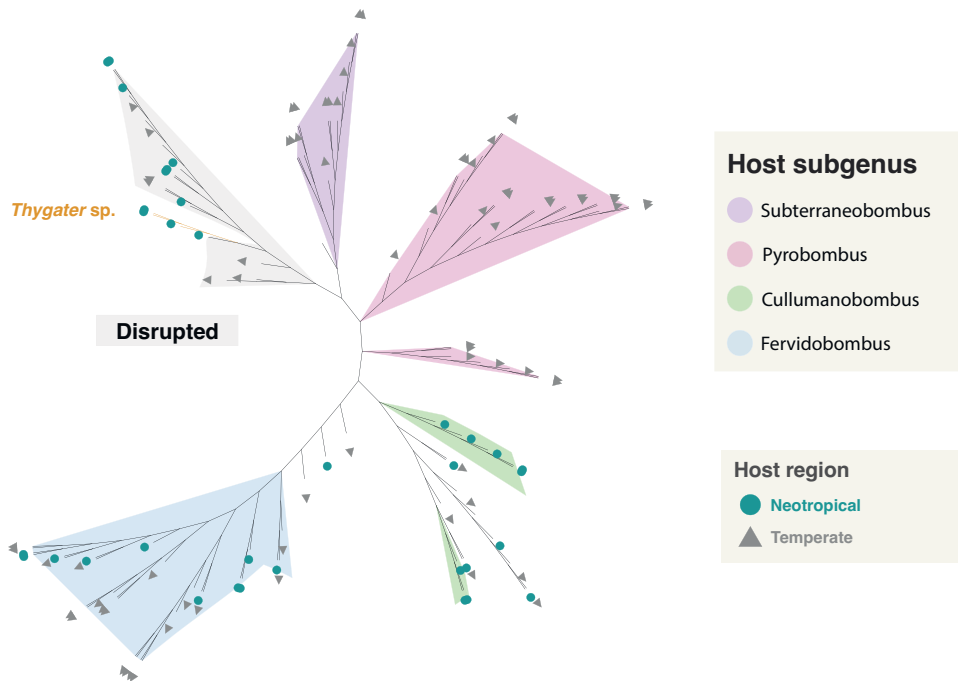 Thygater sp.
Disrupted
Host subgenus
Subterraneobombus
Pyrobombus
Cullumanobombus
Fervidobombus
Host region
Neotropical
Temperate